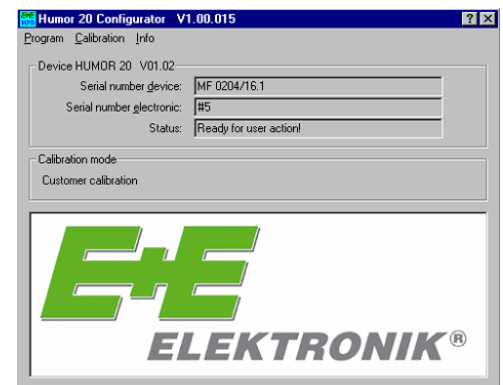 Humor 20 Configurator V1.00.015
Program Calibration Info
Device HUMOR 20 V01.02
Serial number device: MF 0204/16.1
Serial number electronic: #5
Status: Ready for user action!
Calibration mode
Customer calibration
E+E
ELEKTRONIK®